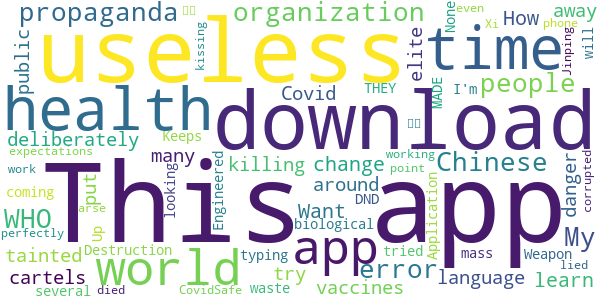 propaganda
organization
away
None
even
Xi
phone
How
public
useless
kissing
elite
time
Jinping
will
health
Covid
THEY
MADE
I'm
people
download
deliberately
Keeps
expectations
many
killing
change
working
Chinese
work
looking
Engineered
point
danger
corrupted
This app
put
around
DND
coming
Want
biological
Application
WHO
arse
My
perfectly
Up
world
app
error
tainted
Destruction
typing
tried
mass
Weapon
cartels
try
language
lied
learn
several
died
CovidSafe
waste
vaccines